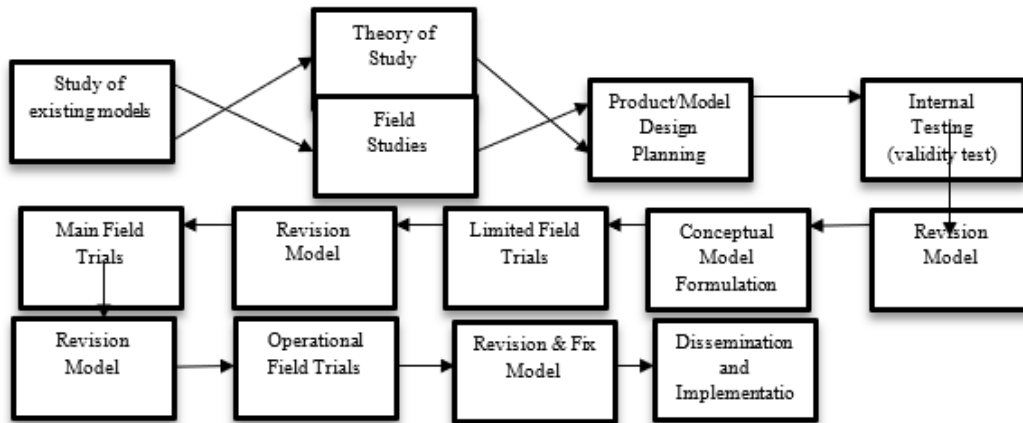 Study of
existing models
Theory of
Study
Field
Studies
Product/Model
Design
Planning
Internal
Testing
(validity test)
Main Field
Trials
Revision
Model
Limited Field
Trials
Conceptual
Model
Formulation
Revision
Model
Revision
Model
Operational
Field Trials
Revision & Fix
Model
Dissemination
and
Implementatio